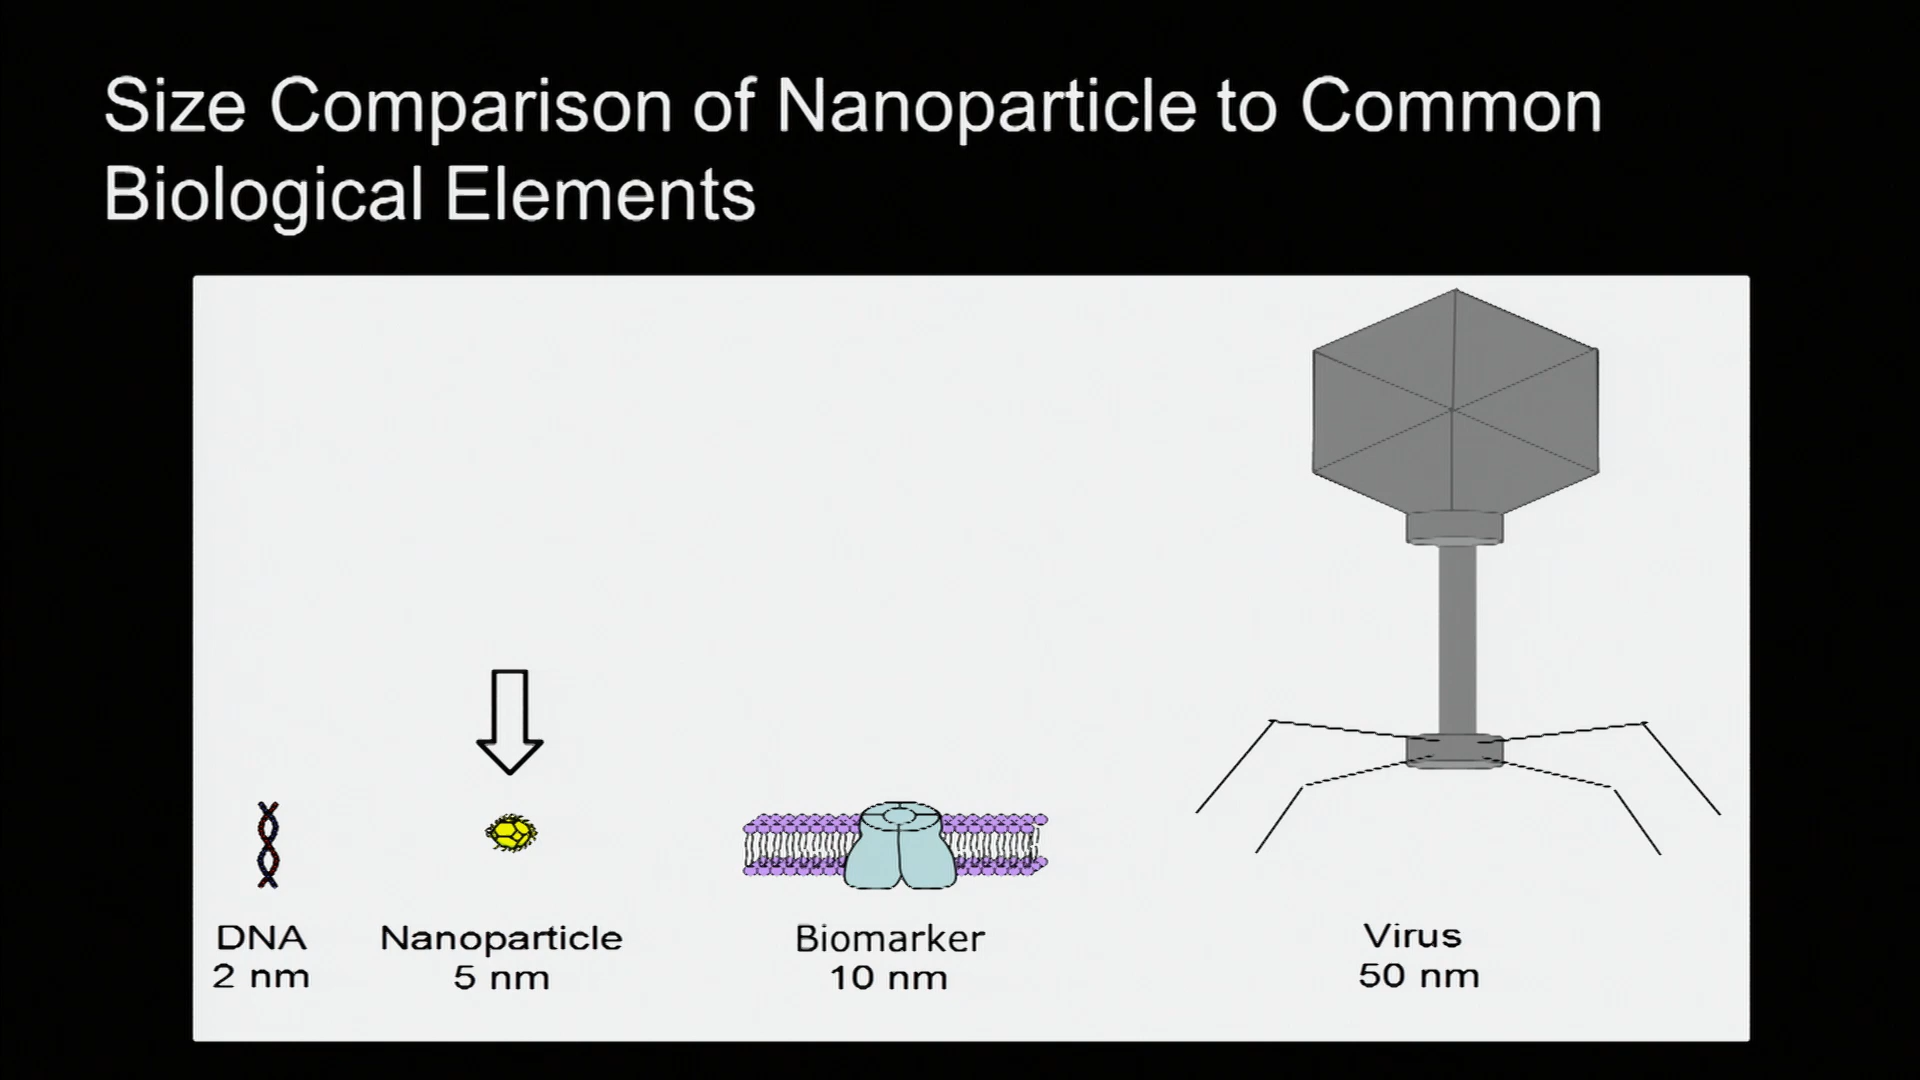 Size Comparison of Nanoparticle to Common
Biological Elements
DNA
2 nm
Nanoparticle
5 nm
Biomarker
10 nm
Virus
50 nm